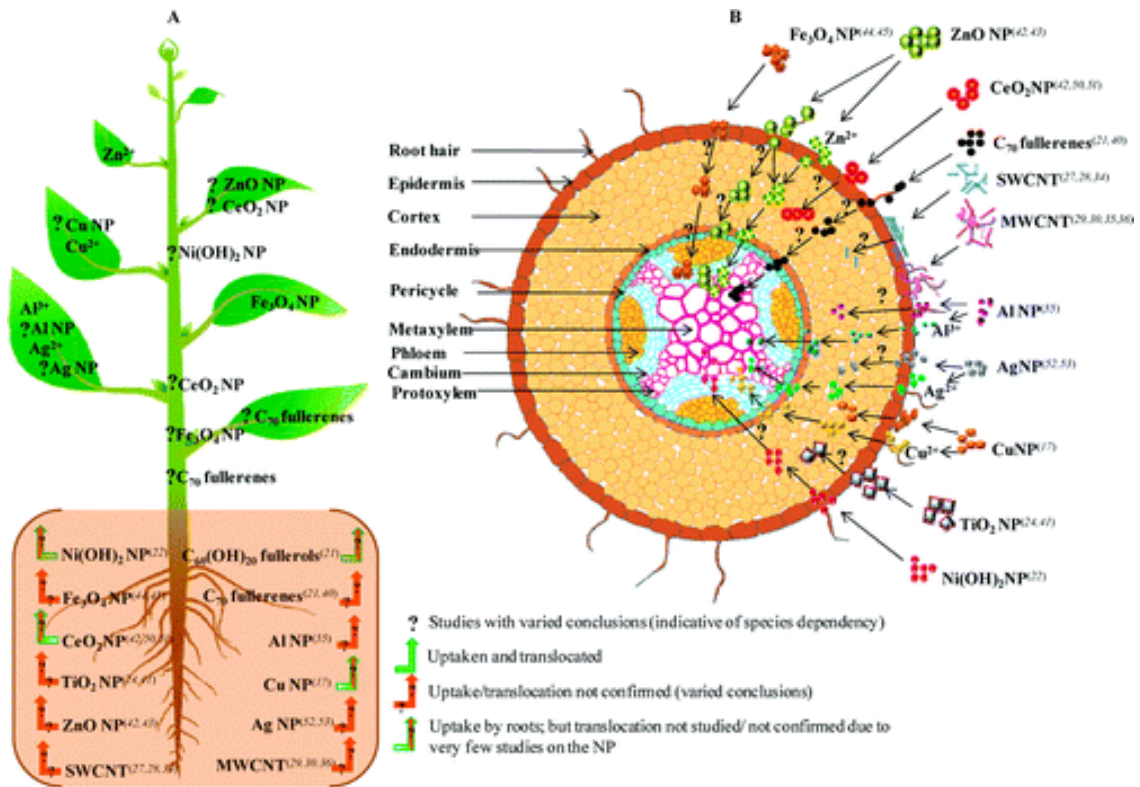 A
Zn²⁺
? ZnO NP
? CeO₂ NP
? Cu NP
Cu²⁺
?Ni(OH)₂ NP
Fe₃O₄ NP
Al³⁺
?Al NP
Ag²⁺
?Ag NP
?CeO₂ NP
? C₇₀ fullerenes
?Fe₃O₄ NP
?C₇₀ fullerenes
Ni(OH)₂ NP⁽²²⁾
C₆₀(OH)₂₀ fullerols⁽²¹⁾
Fe₃O₄ NP⁽⁴⁴,⁴⁵⁾
C₇₀ fullerenes⁽²¹,⁴⁰⁾
CeO₂NP⁽⁴²,⁵⁰,⁵¹⁾
Al NP⁽⁵⁵⁾
TiO₂ NP⁽²⁴,⁴¹⁾
Cu NP⁽¹⁷⁾
ZnO NP⁽⁴²,⁴³⁾
Ag NP⁽⁵²,⁵³⁾
SWCNT⁽²⁷,²⁸,³⁴⁾
MWCNT⁽²⁹,³⁰,³⁶⁾
B
Fe₃O₄ NP⁽⁴⁴,⁴⁵⁾
ZnO NP⁽⁴²,⁴³⁾
CeO₂NP⁽⁴²,⁵⁰,⁵¹⁾
Zn²⁺
C₇₀ fullerenes⁽²¹,⁴⁰⁾
SWCNT⁽²⁷,²⁸,³⁴⁾
MWCNT⁽²⁹,³⁰,³⁵,³⁶⁾
Al NP⁽⁵⁵⁾
Al³⁺
AgNP⁽⁵²,⁵³⁾
Ag⁺
CuNP⁽¹⁷⁾
Cu²⁺
TiO₂ NP⁽²⁴,⁴¹⁾
Ni(OH)₂NP⁽²²⁾
Root hair
Epidermis
Cortex
Endodermis
Pericycle
Metaxylem
Phloem
Cambium
Protoxylem
? Studies with varied conclusions (indicative of species dependency)
Uptaken and translocated
Uptake/translocation not confirmed (varied conclusions)
Uptake by roots; but translocation not studied/ not confirmed due to
very few studies on the NP